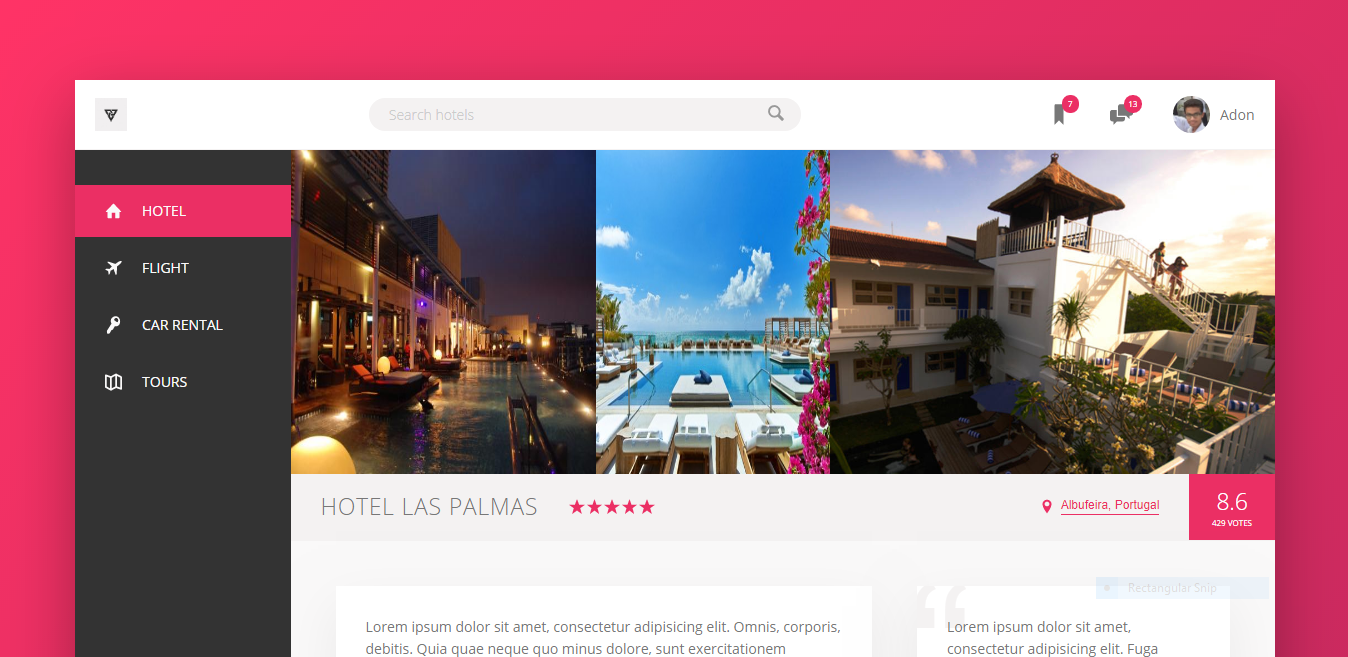 Search hotels
7
13
Adon
HOTEL
FLIGHT
CAR RENTAL
TOURS
HOTEL LAS PALMAS
Albufeira, Portugal
8.6
429 VOTES
Rectangular Snip
Lorem ipsum dolor sit amet, consectetur adipisicing elit. Omnis, corporis,
debitis. Quia quae neque quo minus dolore, sunt exercitationem
“
Lorem ipsum dolor sit amet,
consectetur adipisicing elit. Fuga